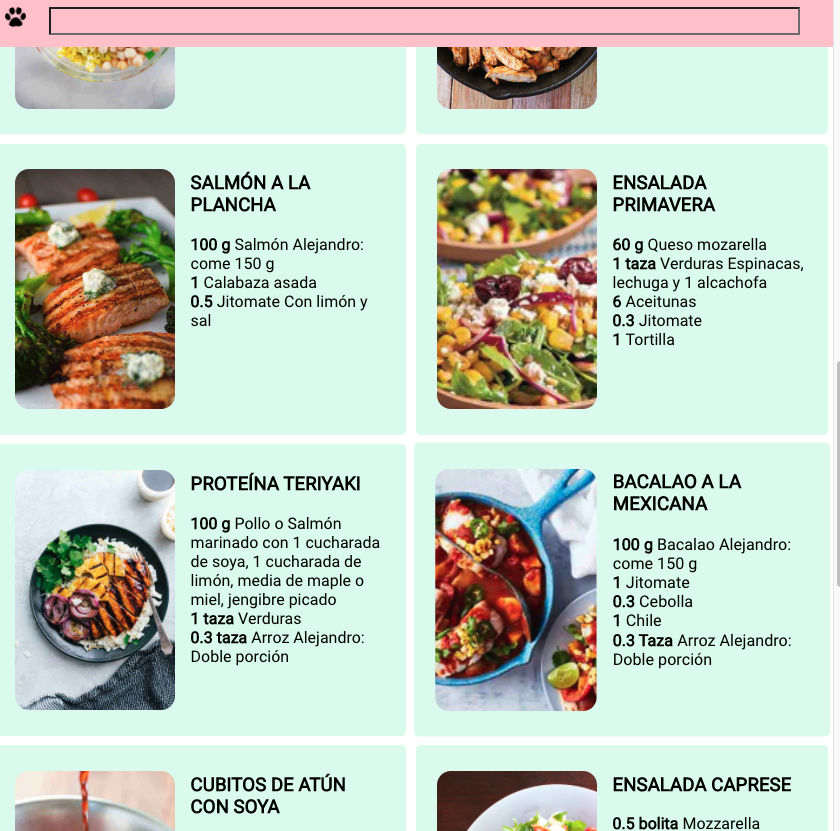 SALMÓN A LA
PLANCHA
100 g Salmón Alejandro:
come 150 g
1 Calabaza asada
0.5 Jitomate Con limón y
sal
ENSALADA
PRIMAVERA
60 g Queso mozarella
1 taza Verduras Espinacas,
lechuga y 1 alcachofa
6 Aceitunas
0.3 Jitomate
1 Tortilla
PROTEÍNA TERIYAKI
100 g Pollo o Salmón
marinado con 1 cucharada
de soya, 1 cucharada de
limón, media de maple o
miel, jengibre picado
1 taza Verduras
0.3 taza Arroz Alejandro:
Doble porción
BACALAO A LA
MEXICANA
100 g Bacalao Alejandro:
come 150 g
1 Jitomate
0.3 Cebolla
1 Chile
0.3 Taza Arroz Alejandro:
Doble porción
CUBITOS DE ATÚN
CON SOYA
ENSALADA CAPRESE
0.5 bolita Mozzarella